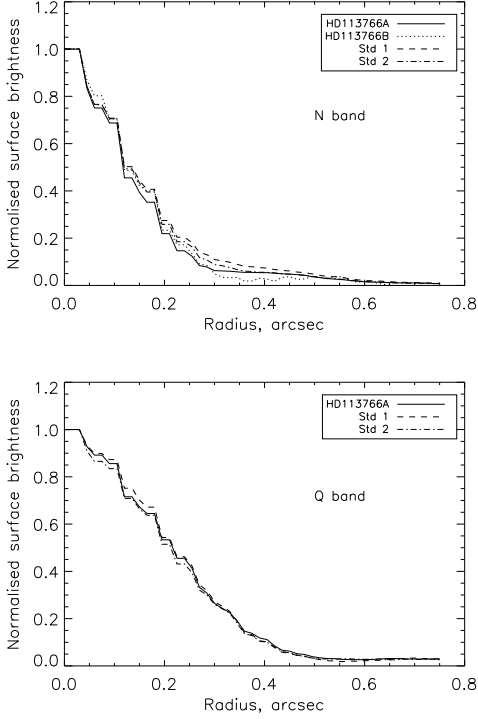 1.2
1.0
0.8
0.6
0.4
0.2
0.0
Normalised surface brightness
HD113766A
HD113766B
Std 1
Std 2
N band
0.0 0.2 0.4 0.6 0.8
Radius, arcsec
1.2
1.0
0.8
0.6
0.4
0.2
0.0
Normalised surface brightness
HD113766A
Std 1
Std 2
Q band
0.0 0.2 0.4 0.6 0.8
Radius, arcsec